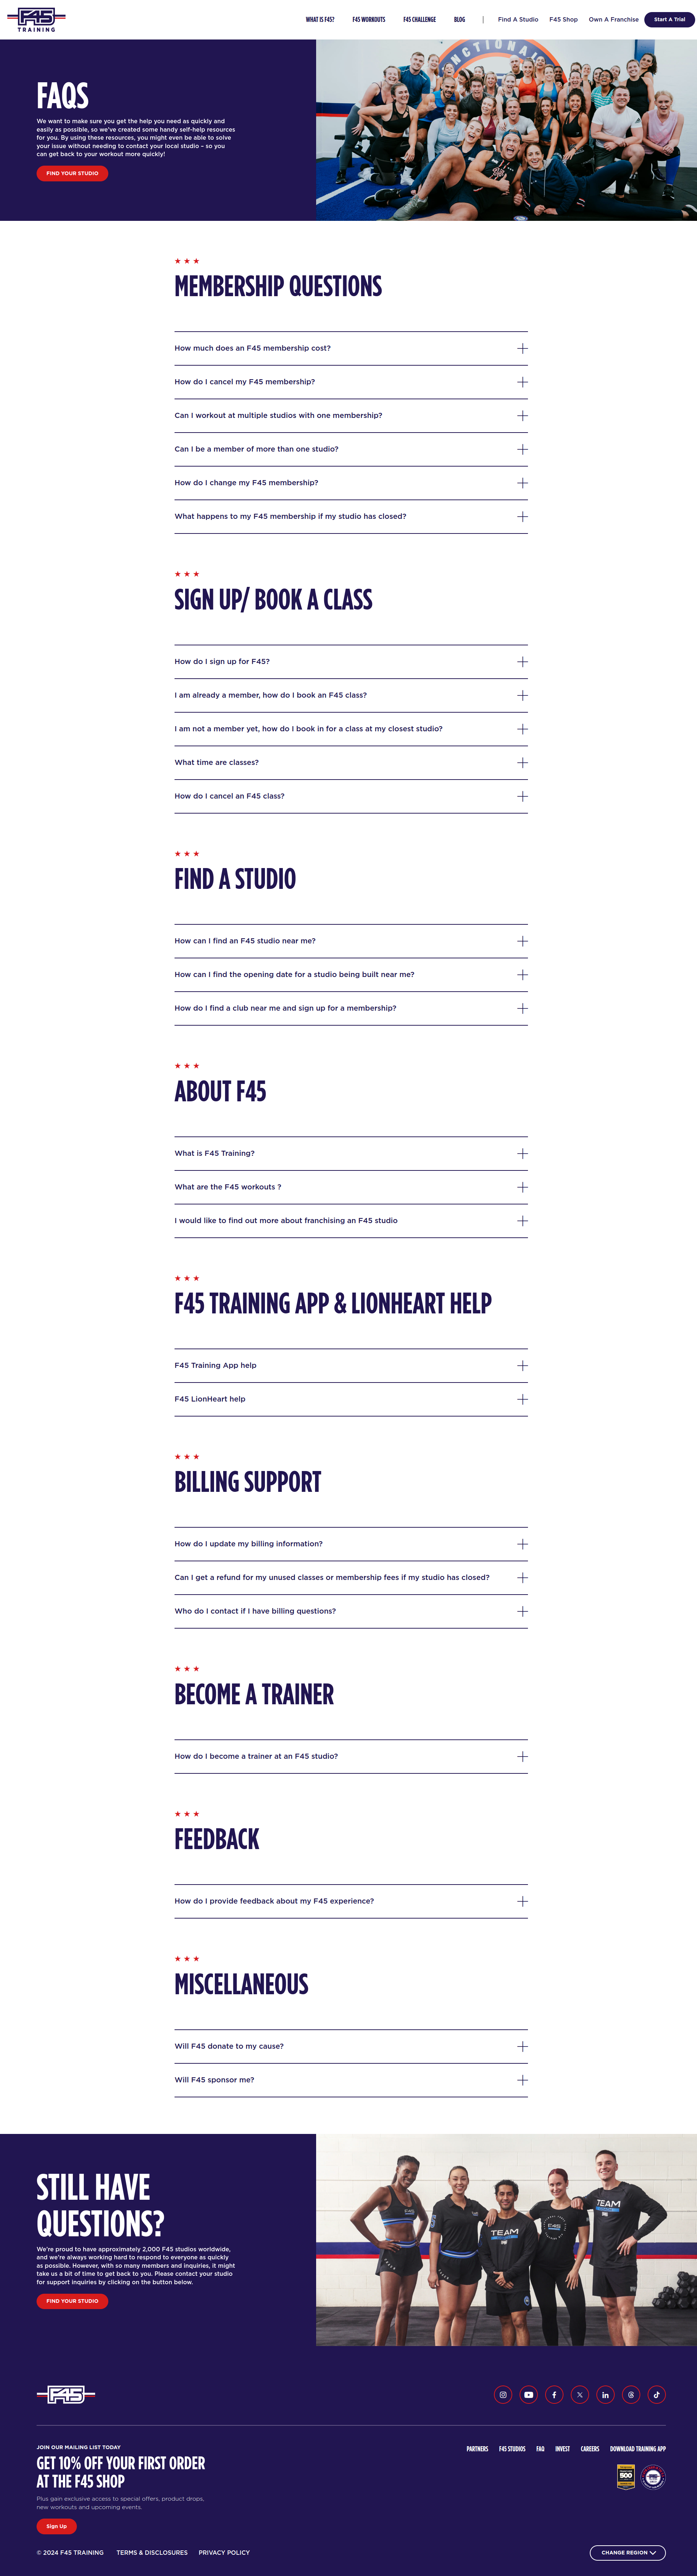 F45
TRAINING
WHAT IS F45?
F45 WORKOUTS
F45 CHALLENGE
BLOG
Find A Studio
F45 Shop
Own A Franchise
Start A Trial
FAQS
We want to make sure you get the help you need as quickly and
easily as possible, so we've created some handy self-help resources
for you. By using these resources, you might even be able to solve
your issue without needing to contact your local studio – so you
can get back to your workout more quickly!
FIND YOUR STUDIO
MEMBERSHIP QUESTIONS
How much does an F45 membership cost?
How do I cancel my F45 membership?
Can I workout at multiple studios with one membership?
Can I be a member of more than one studio?
How do I change my F45 membership?
What happens to my F45 membership if my studio has closed?
SIGN UP/ BOOK A CLASS
How do I sign up for F45?
I am already a member, how do I book an F45 class?
I am not a member yet, how do I book in for a class at my closest studio?
What time are classes?
How do I cancel an F45 class?
FIND A STUDIO
How can I find an F45 studio near me?
How can I find the opening date for a studio being built near me?
How do I find a club near me and sign up for a membership?
ABOUT F45
What is F45 Training?
What are the F45 workouts ?
I would like to find out more about franchising an F45 studio
F45 TRAINING APP & LIONHEART HELP
F45 Training App help
F45 LionHeart help
BILLING SUPPORT
How do I update my billing information?
Can I get a refund for my unused classes or membership fees if my studio has closed?
Who do I contact if I have billing questions?
BECOME A TRAINER
How do I become a trainer at an F45 studio?
FEEDBACK
How do I provide feedback about my F45 experience?
MISCELLANEOUS
Will F45 donate to my cause?
Will F45 sponsor me?
STILL HAVE
QUESTIONS?
We're proud to have approximately 2,000 F45 studios worldwide,
and we're always working hard to respond to everyone as quickly
as possible. However, with so many members and inquiries, it might
take us a bit of time to get back to you. Please contact your studio
for support inquiries by clicking on the button below.
FIND YOUR STUDIO
TEAM
TEAM
F45
JOIN OUR MAILING LIST TODAY
GET 10% OFF YOUR FIRST ORDER
AT THE F45 SHOP
Plus gain exclusive access to special offers, product drops,
new workouts and upcoming events.
Sign Up
PARTNERS
F45 STUDIOS
FAQ
INVEST
CAREERS
DOWNLOAD TRAINING APP
500
© 2024 F45 TRAINING
TERMS & DISCLOSURES
PRIVACY POLICY
CHANGE REGION